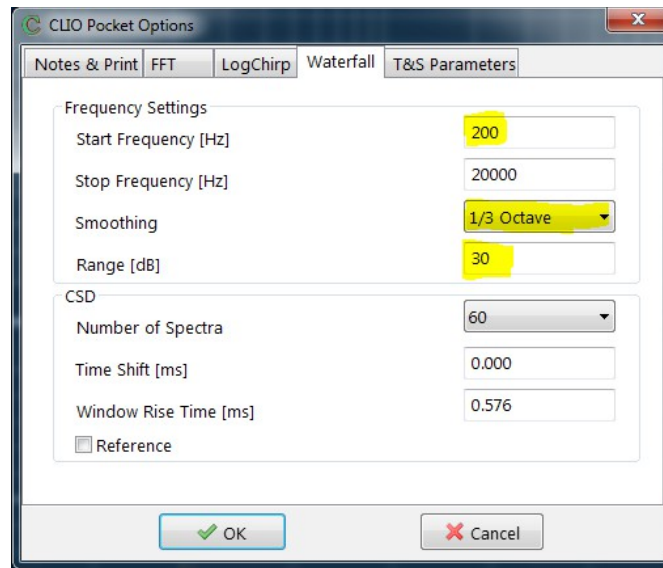 CLIO Pocket Options
Notes & Print FFT LogChirp Waterfall T&S Parameters
Frequency Settings
Start Frequency [Hz] 200
Stop Frequency [Hz] 20000
Smoothing 1/3 Octave
Range [dB] 30
CSD
Number of Spectra 60
Time Shift [ms] 0.000
Window Rise Time [ms] 0.576
Reference
OK Cancel